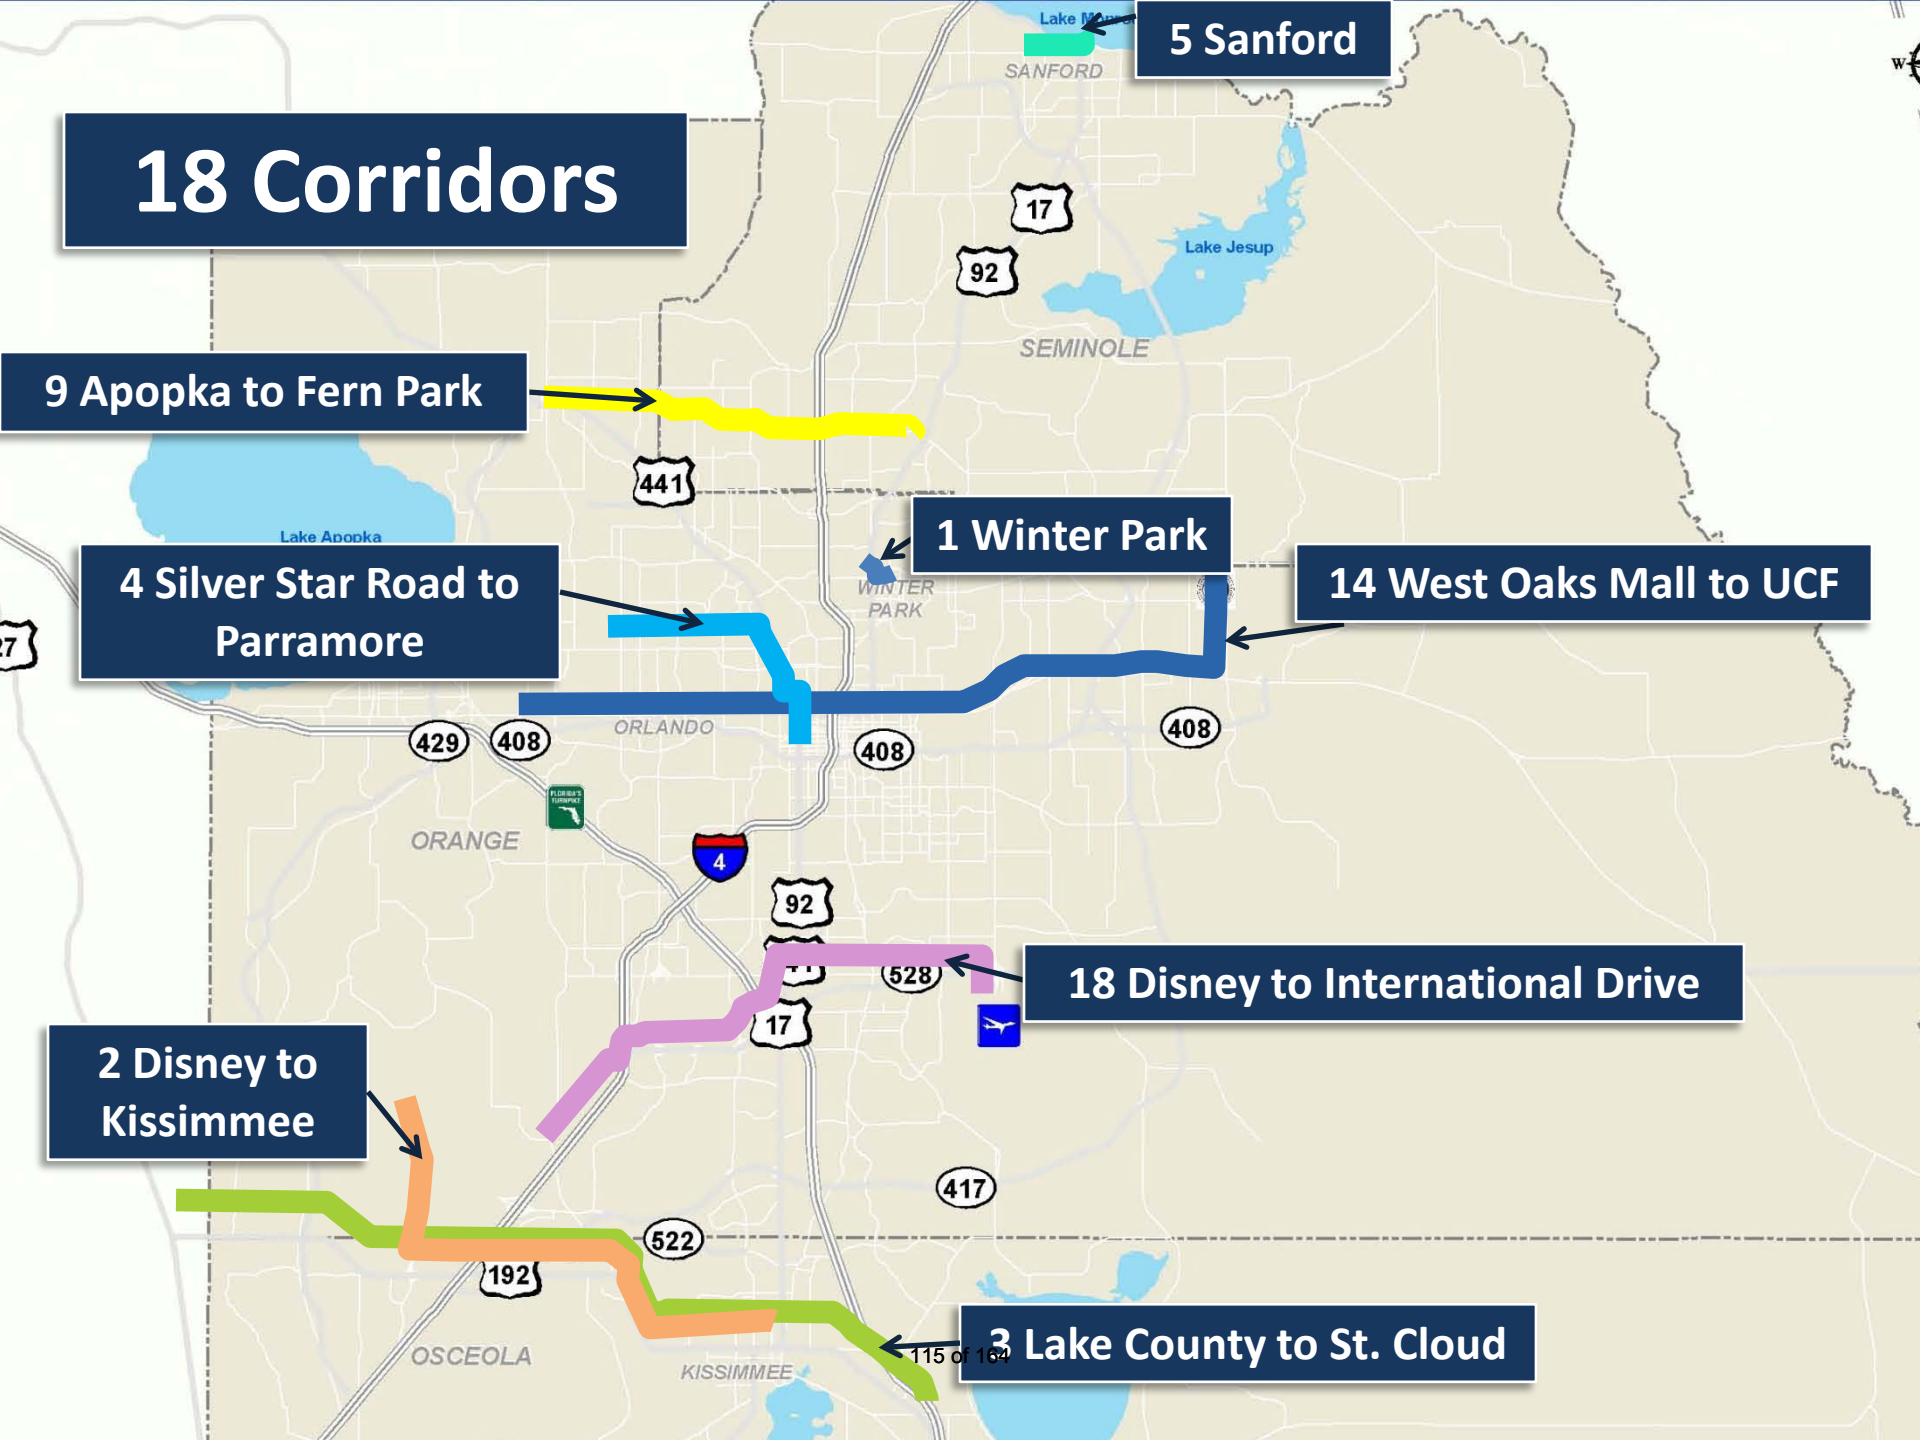 Lake
5 Sanford
SANFORD
W
18 Corridors
17
92
Lake Jesup
SEMINOLE
9 Apopka to Fern Park
441
1 Winter Park
Lake Apopka
4 Silver Star Road to
Parramore
WINTER
PARK
14 West Oaks Mall to UCF
27
ORLANDO
429
408
408
408
FLORIDA'S
TURNPIKE
ORANGE
4
92
528
18 Disney to International Drive
17
2 Disney to
Kissimmee
417
522
192
OSCEOLA
KISSIMMEE
3 Lake County to St. Cloud
115 of 164